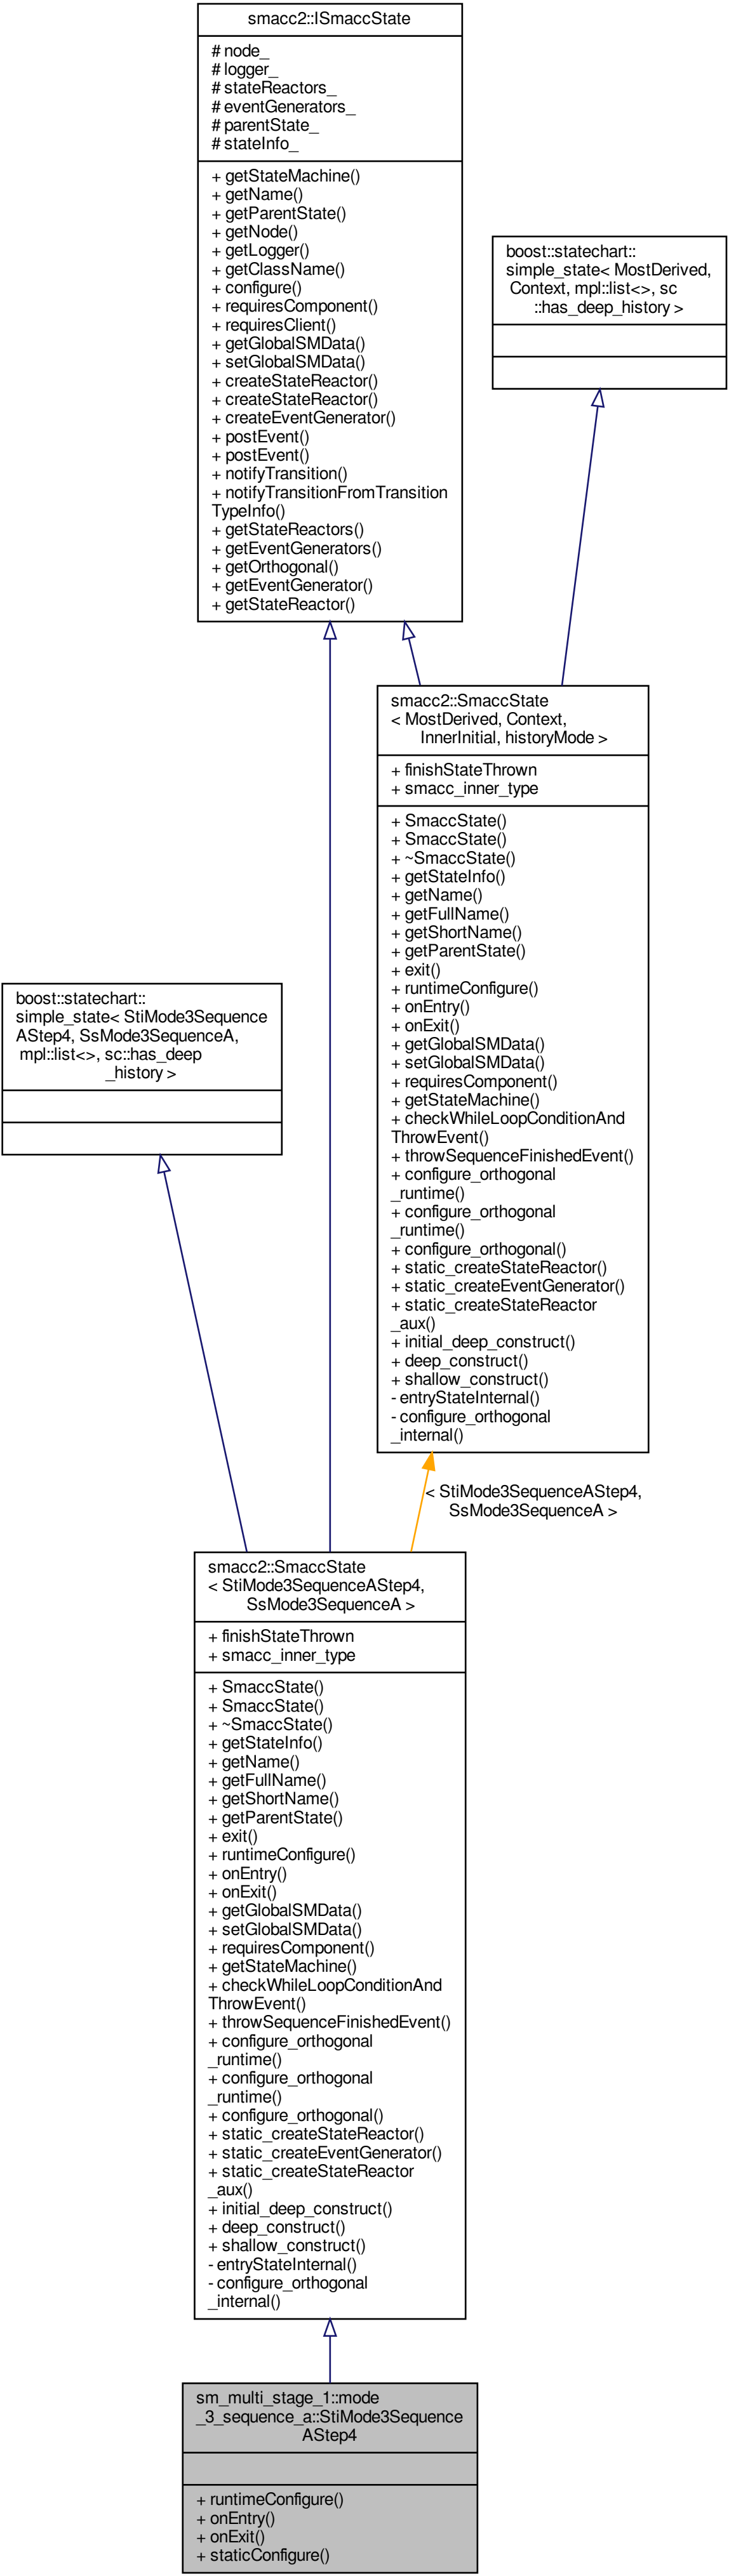 smacc2::ISmaccState
# node_
# logger_
# stateReactors_
# eventGenerators_
# parentState_
# stateInfo_
+ getStateMachine()
+ getName()
+ getParentState()
+ getNode()
+ getLogger()
+ getClassName()
+ configure()
+ requiresComponent()
+ requiresClient()
+ getGlobalSMData()
+ setGlobalSMData()
+ createStateReactor()
+ createStateReactor()
+ createEventGenerator()
+ postEvent()
+ postEvent()
+ notifyTransition()
+ notifyTransitionFromTransition
TypeInfo()
+ getStateReactors()
+ getEventGenerators()
+ getOrthogonal()
+ getEventGenerator()
+ getStateReactor()
boost::statechart::
simple_state< MostDerived,
Context, mpl::list<>, sc
::has_deep_history >
smacc2::SmaccState
< MostDerived, Context,
InnerInitial, historyMode >
+ finishStateThrown
+ smacc_inner_type
+ SmaccState()
+ SmaccState()
+ ~SmaccState()
+ getStateInfo()
+ getName()
+ getFullName()
+ getShortName()
+ getParentState()
+ exit()
+ runtimeConfigure()
+ onEntry()
+ onExit()
+ getGlobalSMData()
+ setGlobalSMData()
+ requiresComponent()
+ getStateMachine()
+ checkWhileLoopConditionAnd
ThrowEvent()
+ throwSequenceFinishedEvent()
+ configure_orthogonal
_runtime()
+ configure_orthogonal
_runtime()
+ configure_orthogonal()
+ static_createStateReactor()
+ static_createEventGenerator()
+ static_createStateReactor
_aux()
+ initial_deep_construct()
+ deep_construct()
+ shallow_construct()
- entryStateInternal()
- configure_orthogonal
_internal()
boost::statechart::
simple_state< StiMode3Sequence
AStep4, SsMode3SequenceA,
mpl::list<>, sc::has_deep
_history >
< StiMode3SequenceAStep4,
SsMode3SequenceA >
smacc2::SmaccState
< StiMode3SequenceAStep4,
SsMode3SequenceA >
+ finishStateThrown
+ smacc_inner_type
+ SmaccState()
+ SmaccState()
+ ~SmaccState()
+ getStateInfo()
+ getName()
+ getFullName()
+ getShortName()
+ getParentState()
+ exit()
+ runtimeConfigure()
+ onEntry()
+ onExit()
+ getGlobalSMData()
+ setGlobalSMData()
+ requiresComponent()
+ getStateMachine()
+ checkWhileLoopConditionAnd
ThrowEvent()
+ throwSequenceFinishedEvent()
+ configure_orthogonal
_runtime()
+ configure_orthogonal
_runtime()
+ configure_orthogonal()
+ static_createStateReactor()
+ static_createEventGenerator()
+ static_createStateReactor
_aux()
+ initial_deep_construct()
+ deep_construct()
+ shallow_construct()
- entryStateInternal()
- configure_orthogonal
_internal()
sm_multi_stage_1::mode
_3_sequence_a::StiMode3Sequence
AStep4
+ runtimeConfigure()
+ onEntry()
+ onExit()
+ staticConfigure()